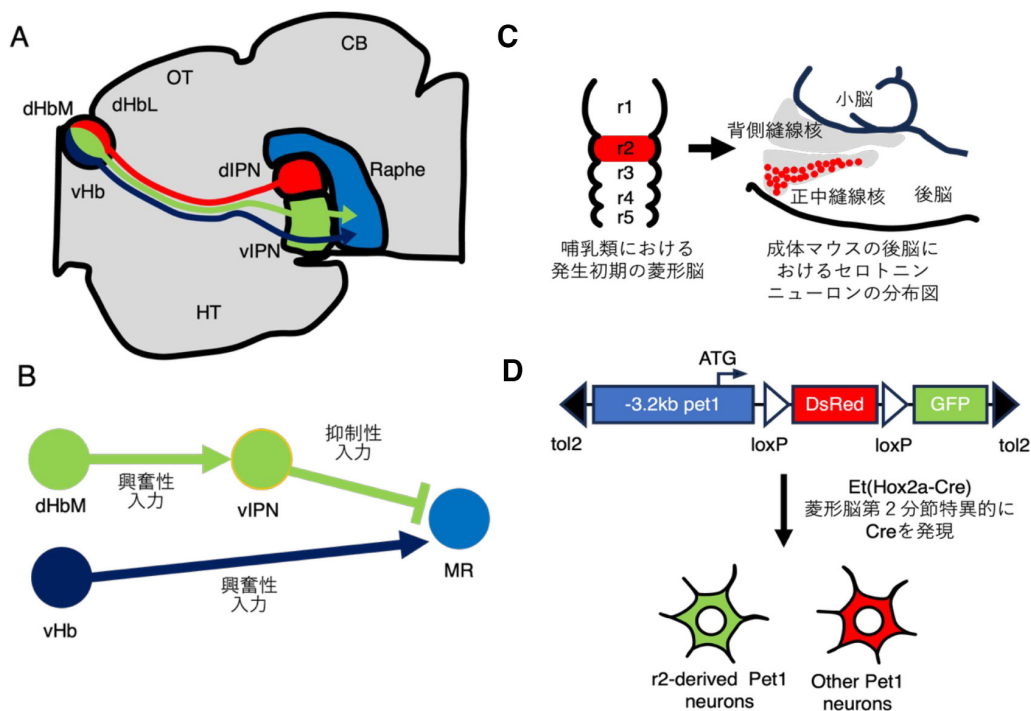 A
CB
OT
dHbL
dHbM
dIPN
Raphe
vHb
vIPN
HT
B
抑制性
入力
興奮性
入力
dHbM
vIPN
MR
興奮性
入力
vHb
C
r1
r2
r3
r4
r5
小脳
背側縫線核
正中縫線核
後脳
哺乳類における
発生初期の菱形脳
成体マウスの後脳に
おけるセロトニン
ニューロンの分布図
D
ATG
-3.2kb pet1
DsRed
GFP
tol2
loxP
loxP
tol2
Et(Hox2a-Cre)
菱形脳第２分節特異的に
Creを発現
r2-derived Pet1
neurons
Other Pet1
neurons